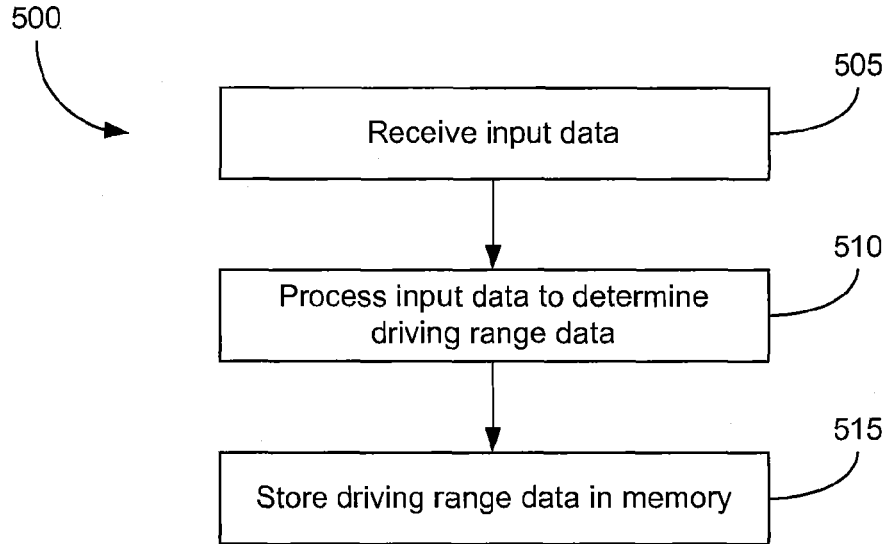 500
505
Receive input data
510
Process input data to determine
driving range data
515
Store driving range data in memory